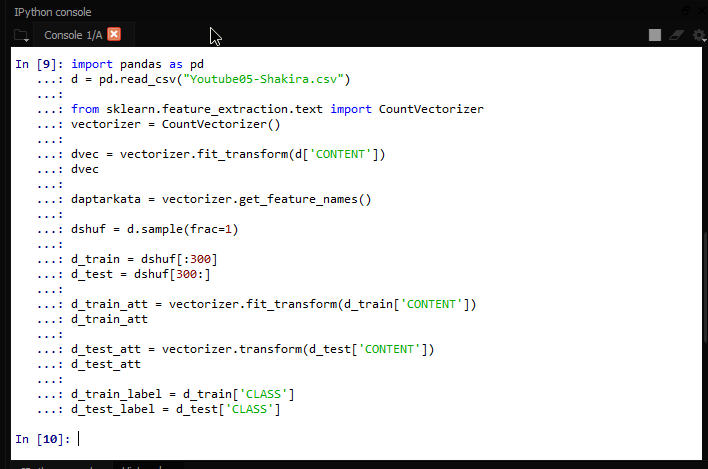 IPython console
Console 1/A
In [9]: import pandas as pd
...: d = pd.read_csv("Youtube05-Shakira.csv")
...:
...: from sklearn.feature_extraction.text import CountVectorizer
...: vectorizer = CountVectorizer()
...:
...: dvec = vectorizer.fit_transform(d['CONTENT'])
...: dvec
...:
...: daptarkata = vectorizer.get_feature_names()
...:
...: dshuf = d.sample(frac=1)
...:
...: d_train = dshuf[:300]
...: d_test = dshuf[300:]
...:
...: d_train_att = vectorizer.fit_transform(d_train['CONTENT'])
...: d_train_att
...:
...: d_test_att = vectorizer.transform(d_test['CONTENT'])
...: d_test_att
...:
...: d_train_label = d_train['CLASS']
...: d_test_label = d_test['CLASS']
In [10]: